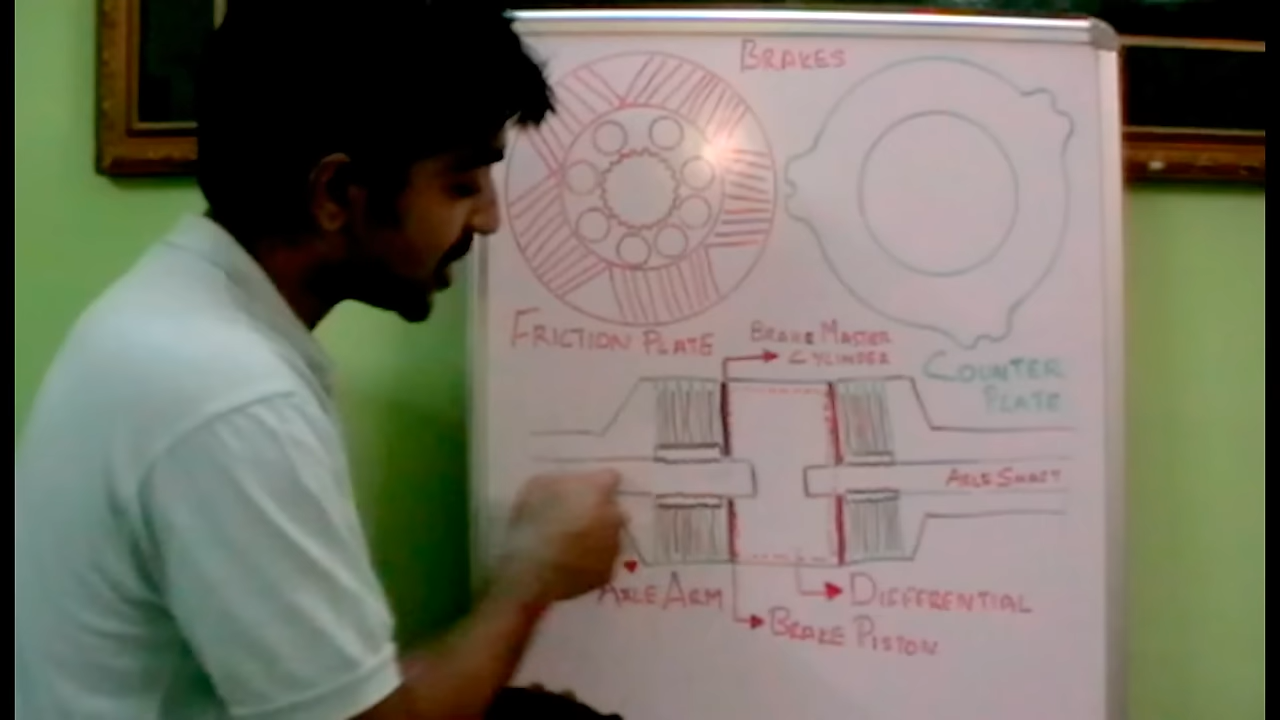 BRAKES
FRICTION PLATE
BRAKE MASTER
CYLINDER
COUNTER
PLATE
AXLE SHAFT
AXLE ARM
DIFFERENTIAL
BRAKE PISTON